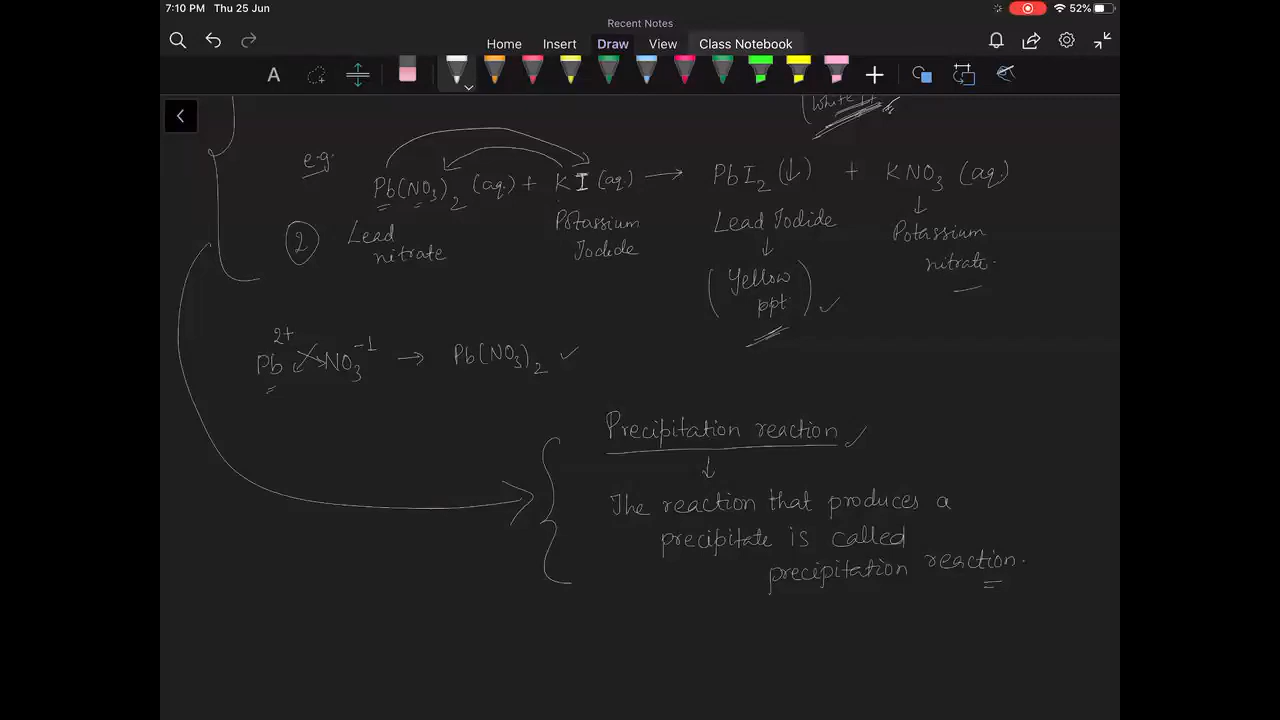 7:10 PM Thu 25 Jun
52%
Recent Notes
Home Insert Draw View Class Notebook
A
(White
e.g.
Pb(NO3)2 (aq.) + KI (aq.) → PbI2 (↓) + KNO3 (aq.)
② Lead nitrate
Potassium Iodide
Lead Iodide
↓
(Yellow ppt)
✓
↓
Potassium nitrate.
Pb 2+ NO3 -1 → Pb(NO3)2 ✓
Precipitation reaction ✓
↓
The reaction that produces a
precipitate is called
precipitation reaction.